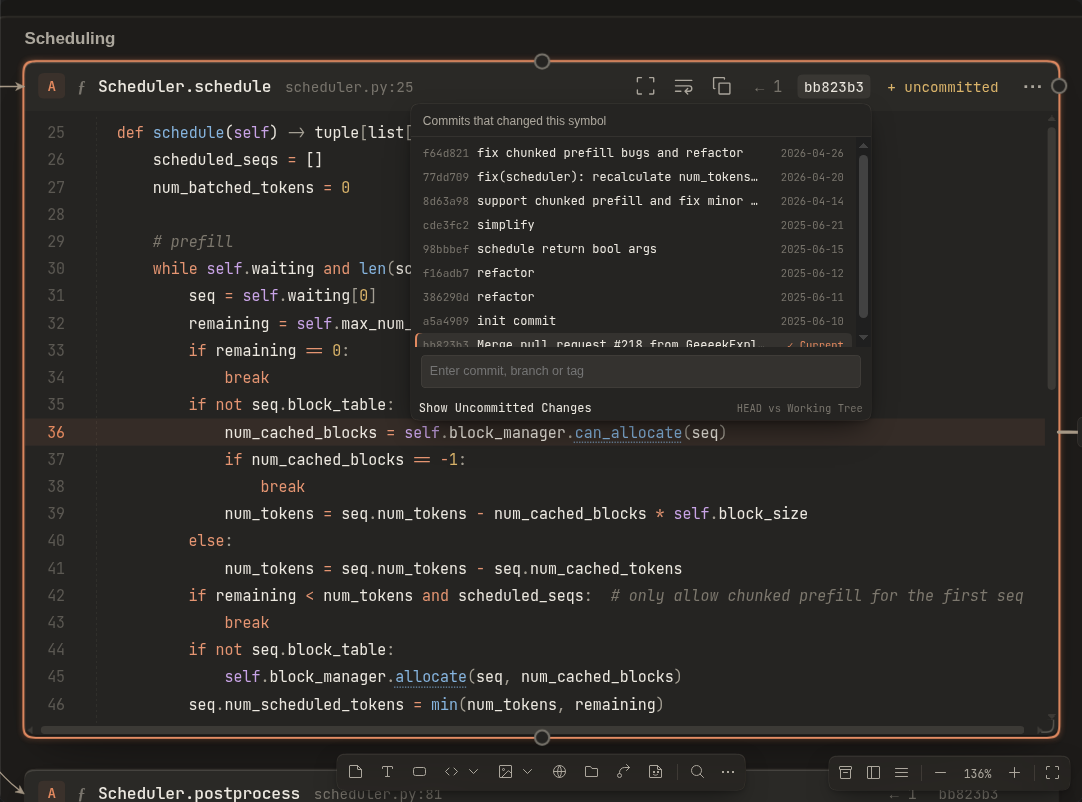 Scheduling
A ƒ Scheduler.schedule scheduler.py:25 ← 1 bb823b3 + uncommitted ···
Commits that changed this symbol
f64d821 fix chunked prefill bugs and refactor 2026-04-26
77dd709 fix(scheduler): recalculate num_tokens… 2026-04-20
8d63a98 support chunked prefill and fix minor … 2026-04-14
cde3fc2 simplify 2025-06-21
98bbbef schedule return bool args 2025-06-15
f16adb7 refactor 2025-06-12
386290d refactor 2025-06-11
a5a4909 init commit 2025-06-10
bb823b3 Merge pull request #218 from GeeeekExpl… ✓ Current
Enter commit, branch or tag
Show Uncommitted Changes HEAD vs Working Tree
25 def schedule(self) -> tuple[list[
26 scheduled_seqs = []
27 num_batched_tokens = 0
28
29 # prefill
30 while self.waiting and len(sc
31 seq = self.waiting[0]
32 remaining = self.max_num_
33 if remaining == 0:
34 break
35 if not seq.block_table:
36 num_cached_blocks = self.block_manager.can_allocate(seq)
37 if num_cached_blocks == -1:
38 break
39 num_tokens = seq.num_tokens - num_cached_blocks * self.block_size
40 else:
41 num_tokens = seq.num_tokens - seq.num_cached_tokens
42 if remaining < num_tokens and scheduled_seqs: # only allow chunked prefill for the first seq
43 break
44 if not seq.block_table:
45 self.block_manager.allocate(seq, num_cached_blocks)
46 seq.num_scheduled_tokens = min(num_tokens, remaining)
T 136%
A ƒ Scheduler.postprocess scheduler.py:81 ← 1 bb823b3